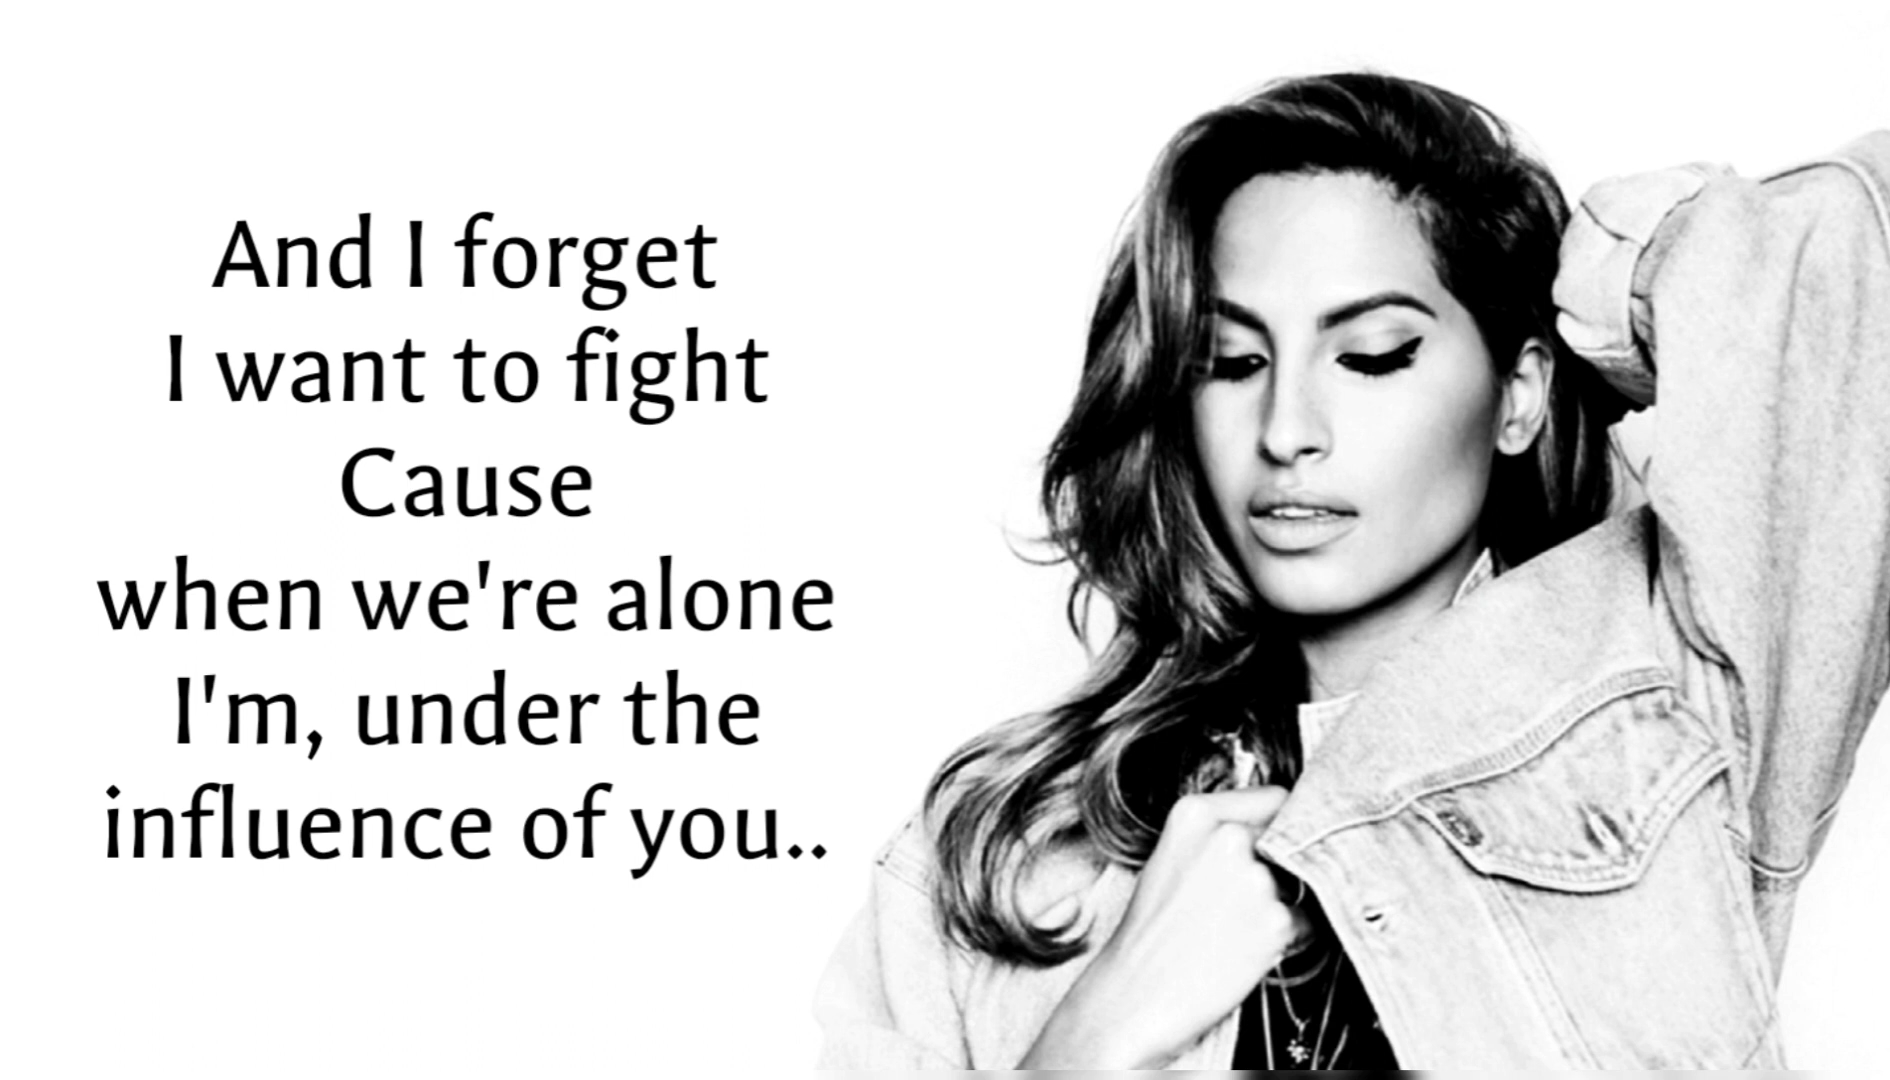 And I forget
I want to fight
Cause
when we're alone
I'm, under the
influence of you..